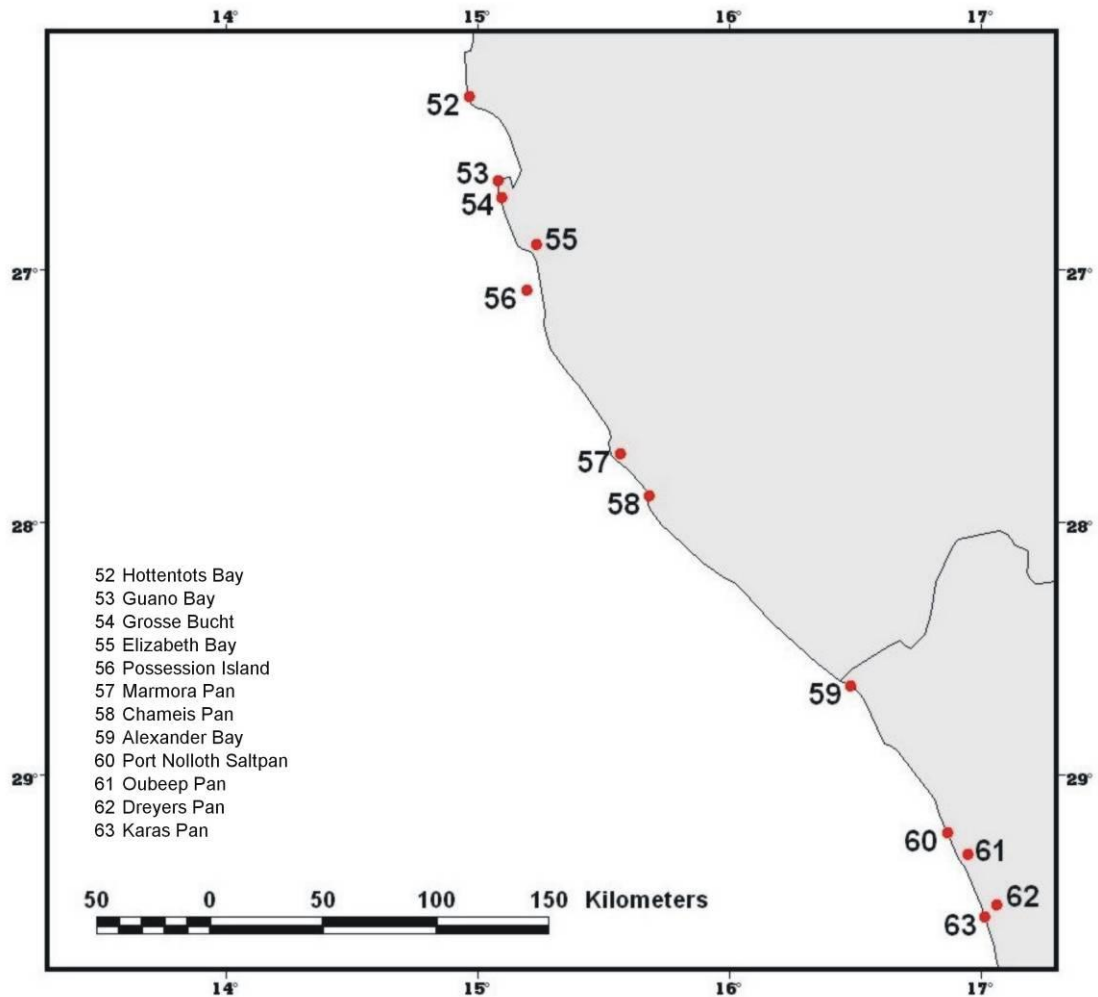 14° 15° 16° 17°
52
53
54
55
27° 27°
56
57
58
28° 28°
52 Hottentots Bay
53 Guano Bay
54 Grosse Bucht
55 Elizabeth Bay
56 Possession Island
57 Marmora Pan
58 Chameis Pan
59 Alexander Bay
60 Port Nolloth Saltpan
61 Oubeep Pan
62 Dreyers Pan
63 Karas Pan
59
29° 29°
60
61
62
63
50 0 50 100 150 Kilometers
14° 15° 16° 17°